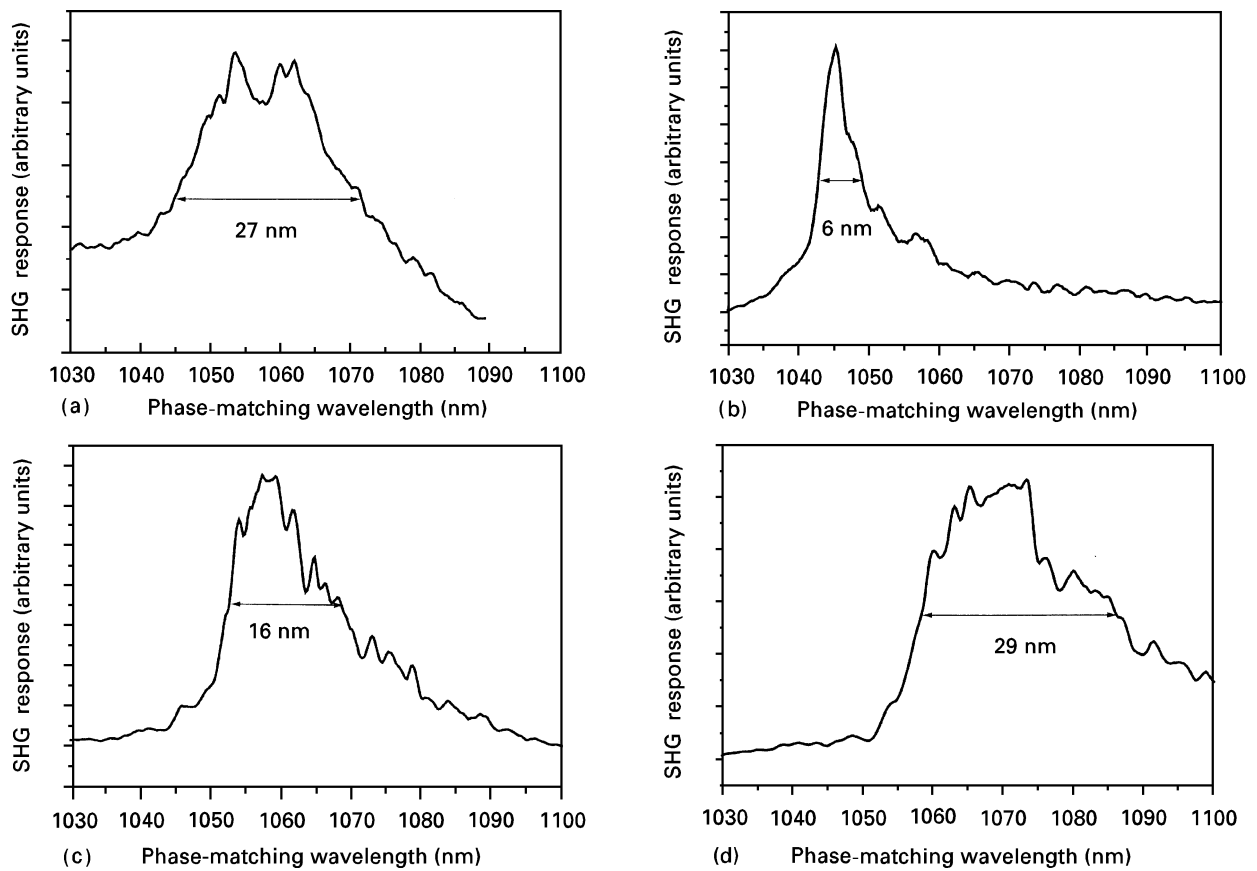 SHG response (arbitrary units)
27 nm
1030 1040 1050 1060 1070 1080 1090 1100
(a) Phase-matching wavelength (nm)
SHG response (arbitrary units)
6 nm
1030 1040 1050 1060 1070 1080 1090 1100
(b) Phase-matching wavelength (nm)
SHG response (arbitrary units)
16 nm
1030 1040 1050 1060 1070 1080 1090 1100
(c) Phase-matching wavelength (nm)
SHG response (arbitrary units)
29 nm
1030 1040 1050 1060 1070 1080 1090 1100
(d) Phase-matching wavelength (nm)